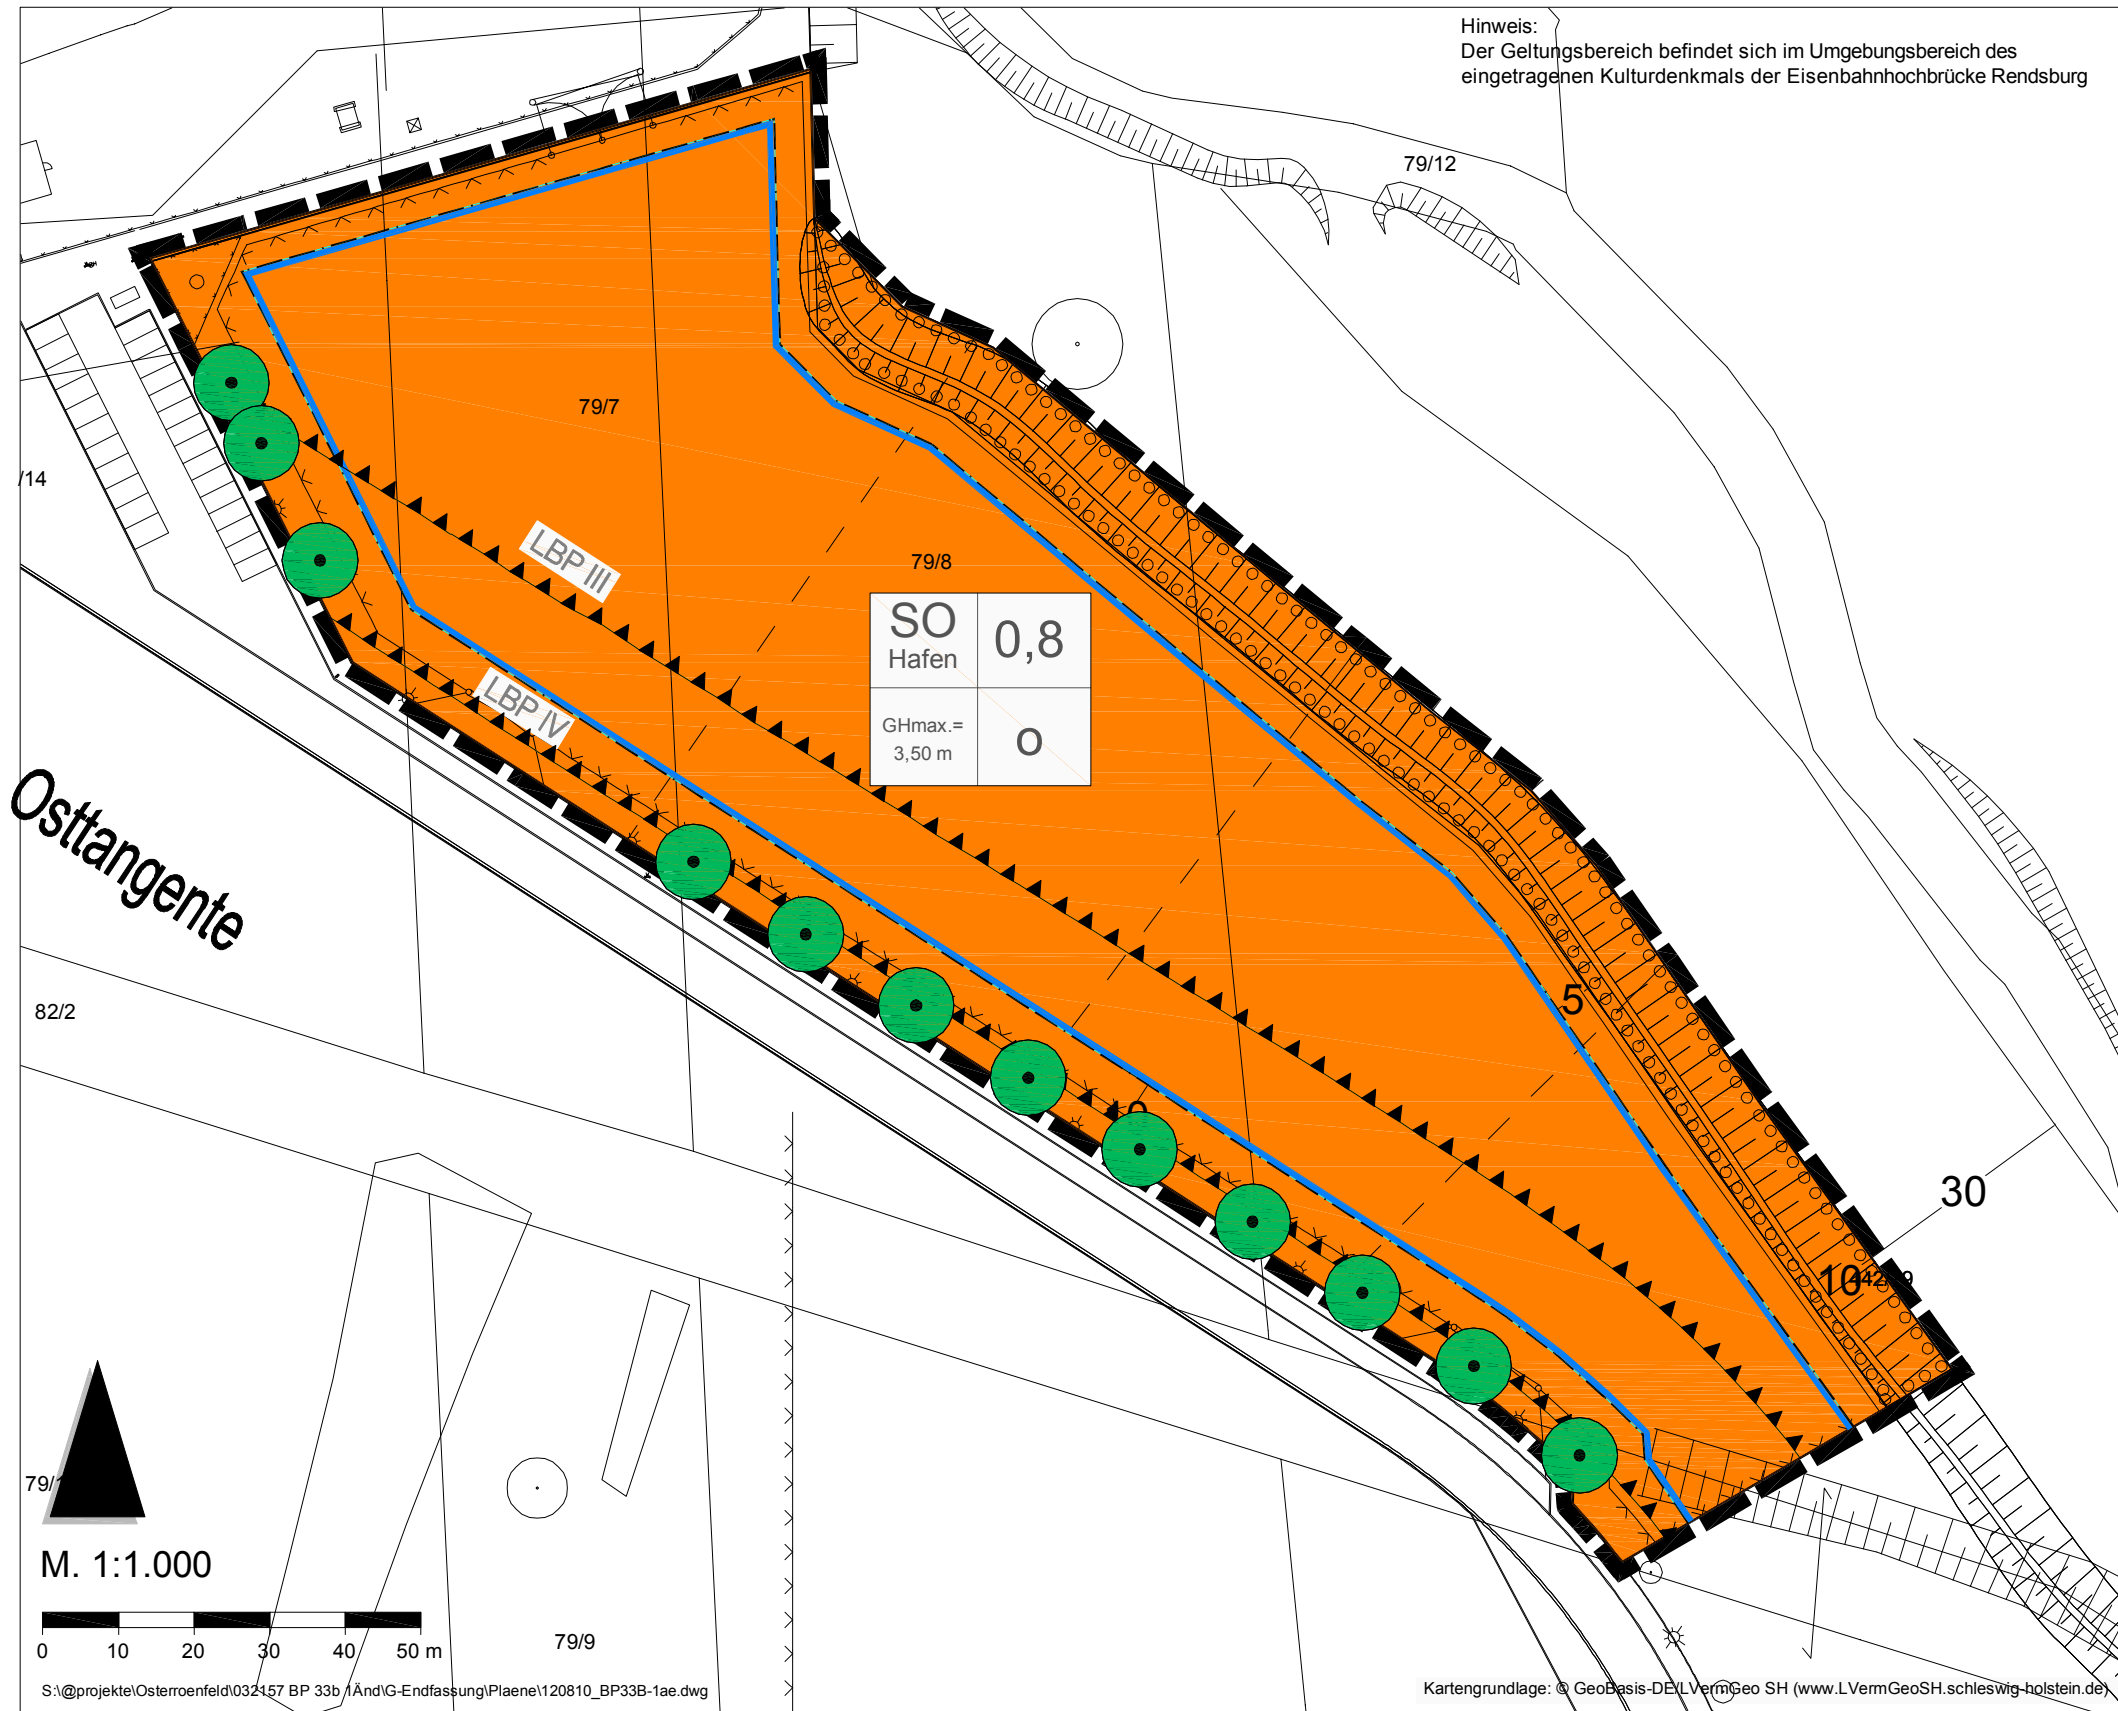 Hinweis:
Der Geltungsbereich befindet sich im Umgebungsbereich des
eingetragenen Kulturdenkmals der Eisenbahnhochbrücke Rendsburg
79/12
79/7
/14
LBP III
79/8
SO
Hafen
0,8
LBP IV
GHmax.=
3,50 m
o
Osttangente
5
82/2
10
30
10
79/
M. 1:1.000
0 10 20 30 40 50 m
79/9
S:\@projekte\Osterroenfeld\032157 BP 33b 1Änd\G-Endfassung\Plaene\120810_BP33B-1ae.dwg
Kartengrundlage: © GeoBasis-DE/LVermGeo SH (www.LVermGeoSH.schleswig-holstein.de)